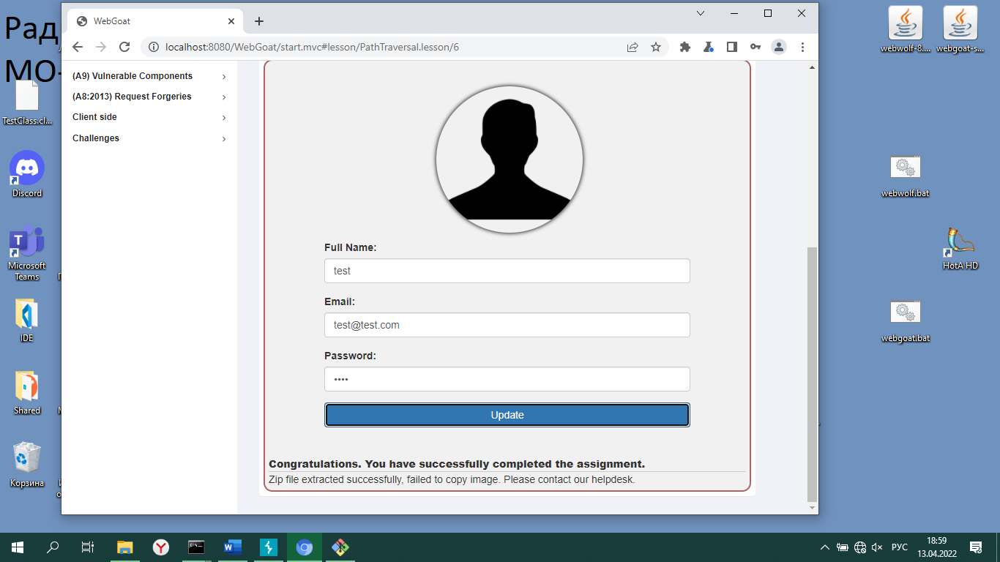 Рад
МО-
TestClass.cl...
Discord
Microsoft
Teams
IDE
Shared
Корзина
WebGoat
localhost:8080/WebGoat/start.mvc#lesson/PathTraversal.lesson/6
(A9) Vulnerable Components
(A8:2013) Request Forgeries
Client side
Challenges
Full Name:
test
Email:
test@test.com
Password:
••••
Update
Congratulations. You have successfully completed the assignment.
Zip file extracted successfully, failed to copy image. Please contact our helpdesk.
webwolf-8....
webgoat-s...
webwolf.bat
HotA HD
webgoat.bat
РУС
18:59
13.04.2022